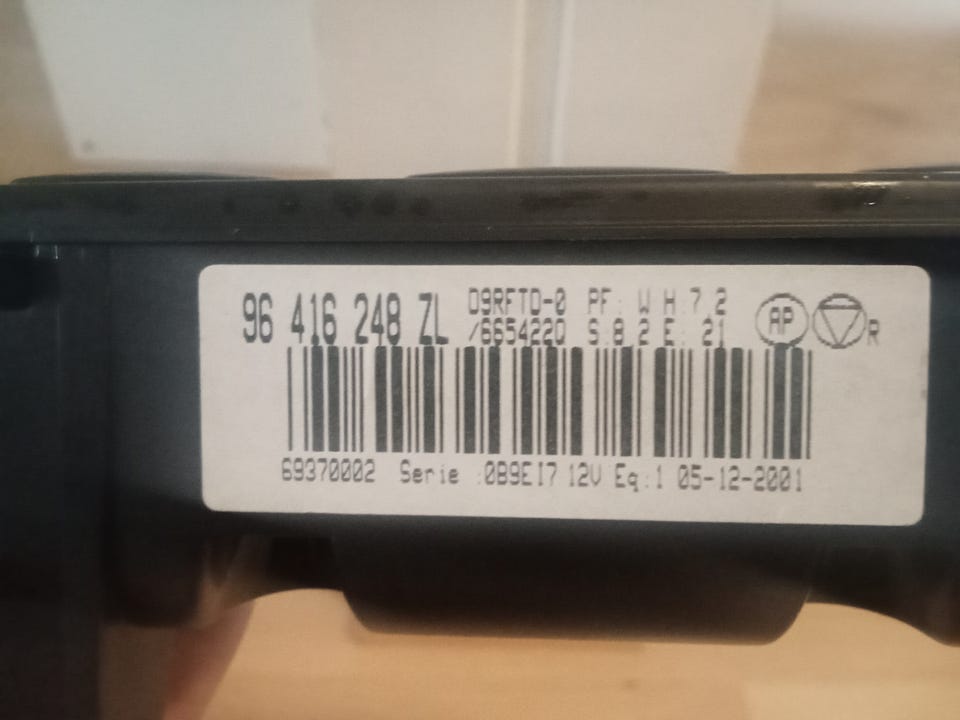 96 416 248 ZL D9RFTD-0 PF: W H:7.2
/6654220 S:8.2 E: 21
AP
R
69370002 Serie :0B9EI7 12V Eq:1 05-12-2001